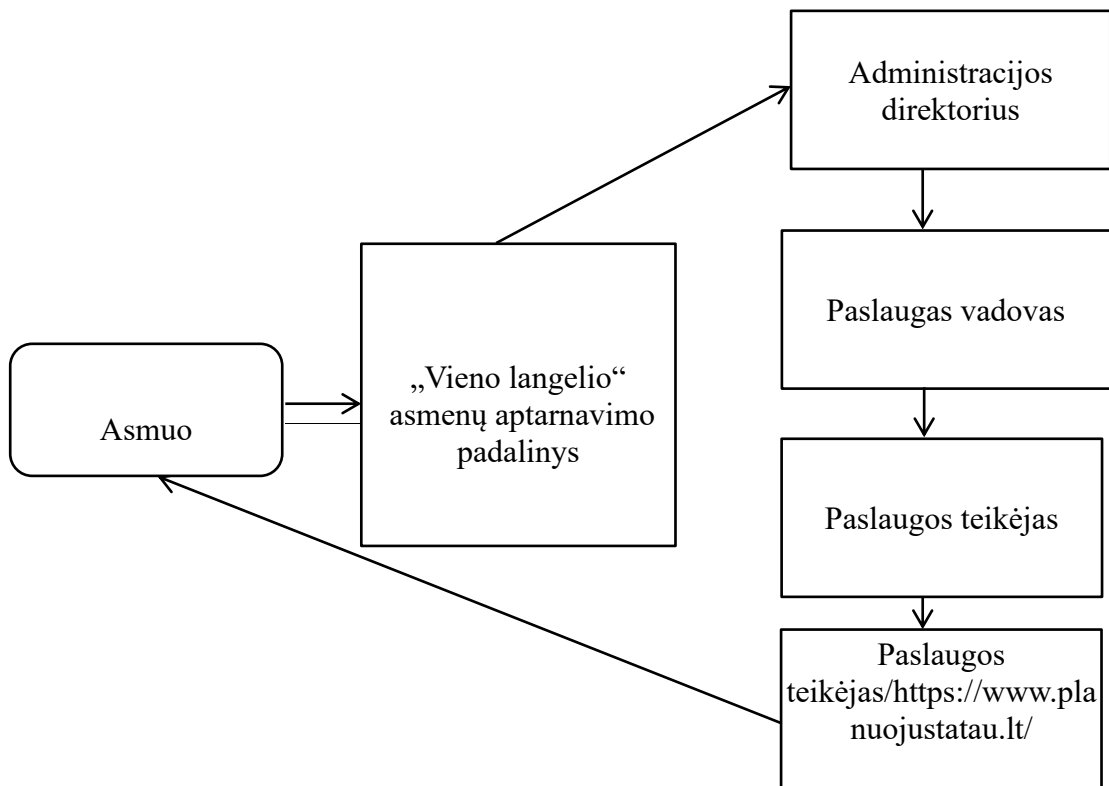 Administracijos
direktorius
Paslaugas vadovas
„Vieno langelio“
asmenų aptarnavimo
padalinys
Asmuo
Paslaugos teikėjas
Paslaugos
teikėjas/https://www.pla
nuojustatau.lt/